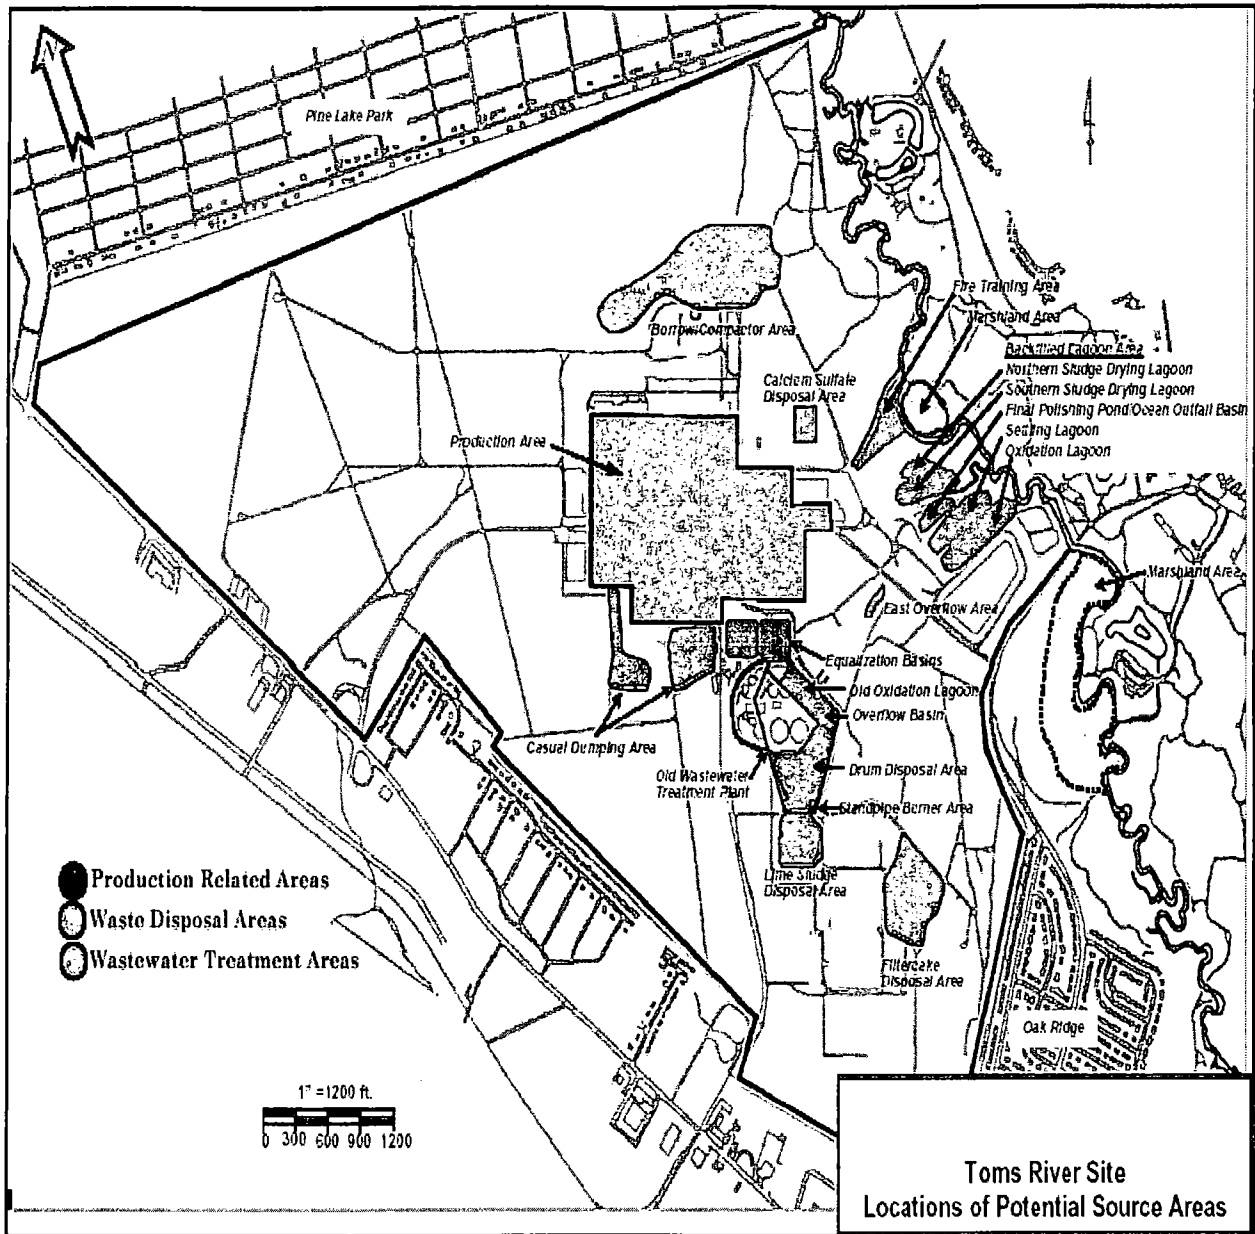 N
Pine Lake Park
Fire Training Area
Marshland Area
Borrow/Compactor Area
Backfilled Lagoon Area
Northern Sludge Drying Lagoon
Calcium Sulfate
Disposal Area
Southern Sludge Drying Lagoon
Final Polishing Pond/Ocean Outfall Basin
Settling Lagoon
Production Area
Oxidation Lagoon
Marshland Area
East Overflow Area
Equalization Basins
Old Oxidation Lagoon
Overflow Basin
Casual Dumping Area
Old Wastewater
Treatment Plant
Drum Disposal Area
Standpipe Burner Area
Lime Sludge
Disposal Area
Production Related Areas
Waste Disposal Areas
Wastewater Treatment Areas
Filtercake
Disposal Area
Oak Ridge
1" =1200 ft.
0 300 600 900 1200
Toms River Site
Locations of Potential Source Areas